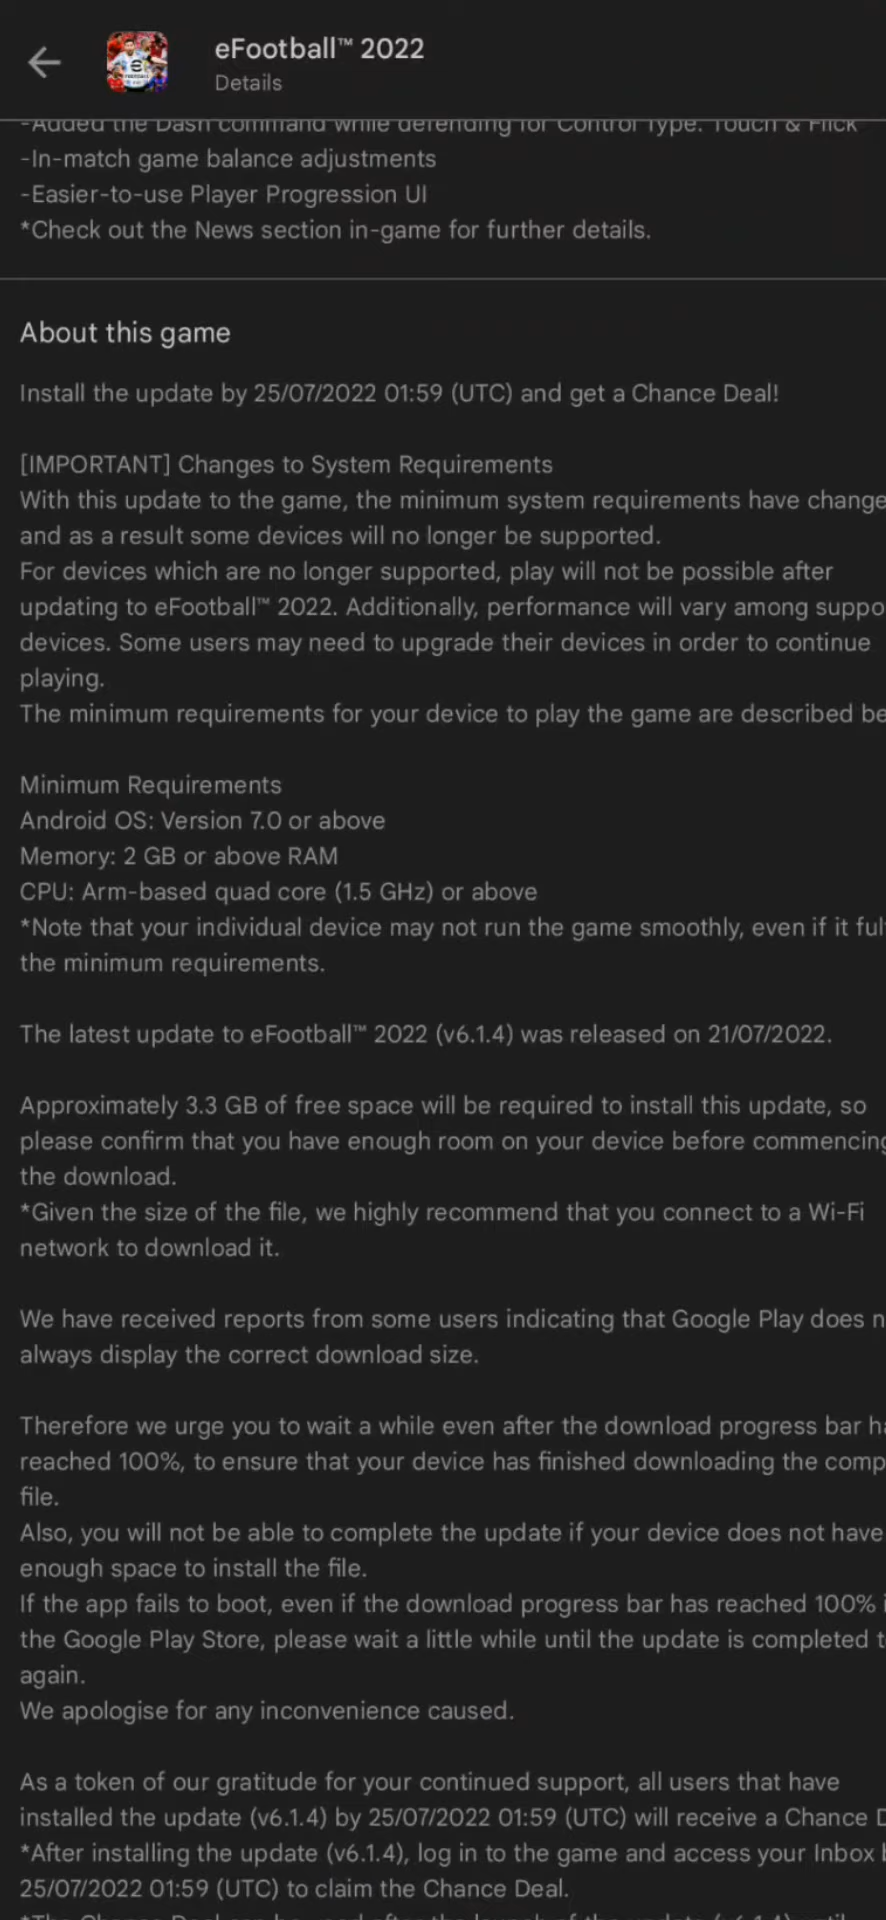 eFootball™ 2022
Details
-Added the Dash command while defending for Control Type: Touch & Flick
-In-match game balance adjustments
-Easier-to-use Player Progression UI
*Check out the News section in-game for further details.
About this game
Install the update by 25/07/2022 01:59 (UTC) and get a Chance Deal!
[IMPORTANT] Changes to System Requirements
With this update to the game, the minimum system requirements have change
and as a result some devices will no longer be supported.
For devices which are no longer supported, play will not be possible after
updating to eFootball™ 2022. Additionally, performance will vary among suppo
devices. Some users may need to upgrade their devices in order to continue
playing.
The minimum requirements for your device to play the game are described be
Minimum Requirements
Android OS: Version 7.0 or above
Memory: 2 GB or above RAM
CPU: Arm-based quad core (1.5 GHz) or above
*Note that your individual device may not run the game smoothly, even if it ful
the minimum requirements.
The latest update to eFootball™ 2022 (v6.1.4) was released on 21/07/2022.
Approximately 3.3 GB of free space will be required to install this update, so
please confirm that you have enough room on your device before commencing
the download.
*Given the size of the file, we highly recommend that you connect to a Wi-Fi
network to download it.
We have received reports from some users indicating that Google Play does n
always display the correct download size.
Therefore we urge you to wait a while even after the download progress bar ha
reached 100%, to ensure that your device has finished downloading the comp
file.
Also, you will not be able to complete the update if your device does not have
enough space to install the file.
If the app fails to boot, even if the download progress bar has reached 100% i
the Google Play Store, please wait a little while until the update is completed t
again.
We apologise for any inconvenience caused.
As a token of our gratitude for your continued support, all users that have
installed the update (v6.1.4) by 25/07/2022 01:59 (UTC) will receive a Chance D
*After installing the update (v6.1.4), log in to the game and access your Inbox b
25/07/2022 01:59 (UTC) to claim the Chance Deal.